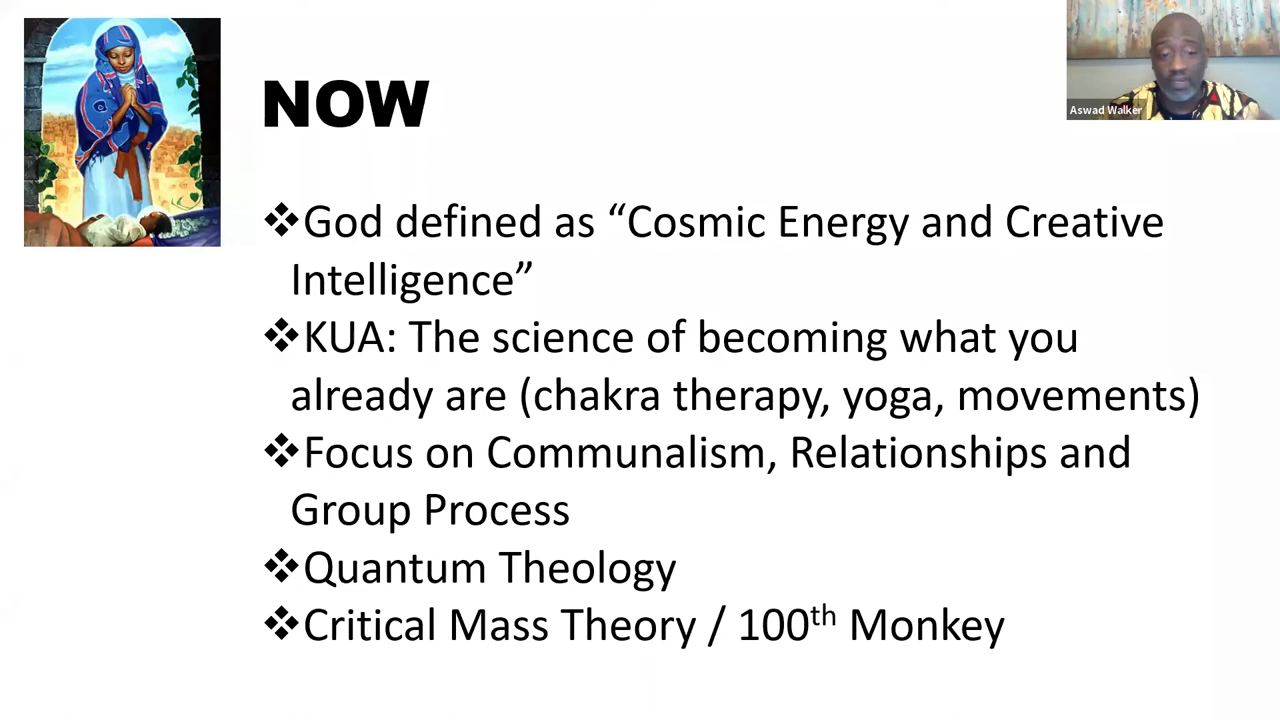 NOW
Aswad Walker
❖God defined as “Cosmic Energy and Creative
Intelligence”
❖KUA: The science of becoming what you
already are (chakra therapy, yoga, movements)
❖Focus on Communalism, Relationships and
Group Process
❖Quantum Theology
❖Critical Mass Theory / 100th Monkey